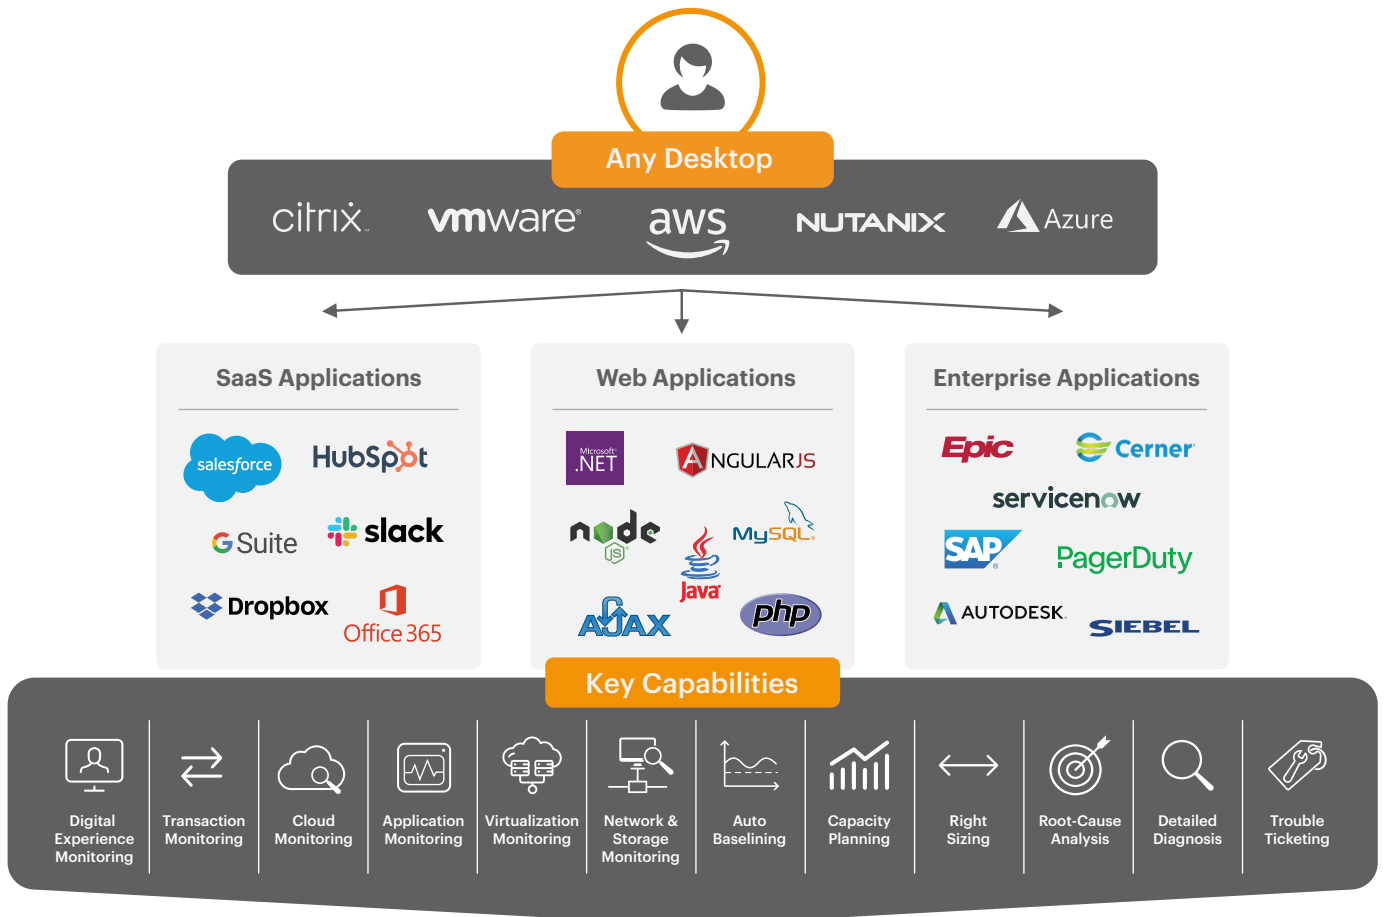 Any Desktop
citrix™
vmware®
aws
NUTANIX
Azure
SaaS Applications
salesforce
HubSpot
G Suite
slack
Dropbox
Office 365
Web Applications
Microsoft®
.NET
ANGULARJS
node
JS®
MySQL®
Java™
AJAX
php
Enterprise Applications
Epic
Cerner®
servicenow
SAP®
PagerDuty
AUTODESK®
SIEBEL
Key Capabilities
Digital
Experience
Monitoring
Transaction
Monitoring
Cloud
Monitoring
Application
Monitoring
Virtualization
Monitoring
Network &
Storage
Monitoring
Auto
Baselining
Capacity
Planning
Right
Sizing
Root-Cause
Analysis
Detailed
Diagnosis
Trouble
Ticketing